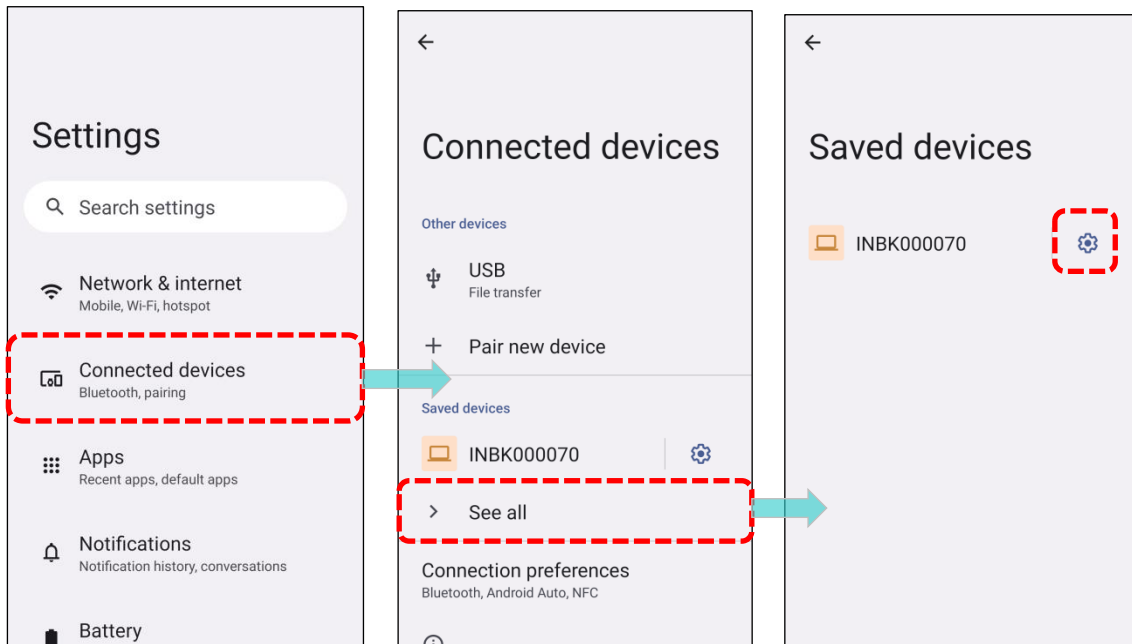 Settings
Search settings
Network & internet
Mobile, Wi-Fi, hotspot
Connected devices
Bluetooth, pairing
Apps
Recent apps, default apps
Notifications
Notification history, conversations
Battery
Connected devices
Other devices
USB
File transfer
Pair new device
Saved devices
INBK000070
See all
Connection preferences
Bluetooth, Android Auto, NFC
Saved devices
INBK000070